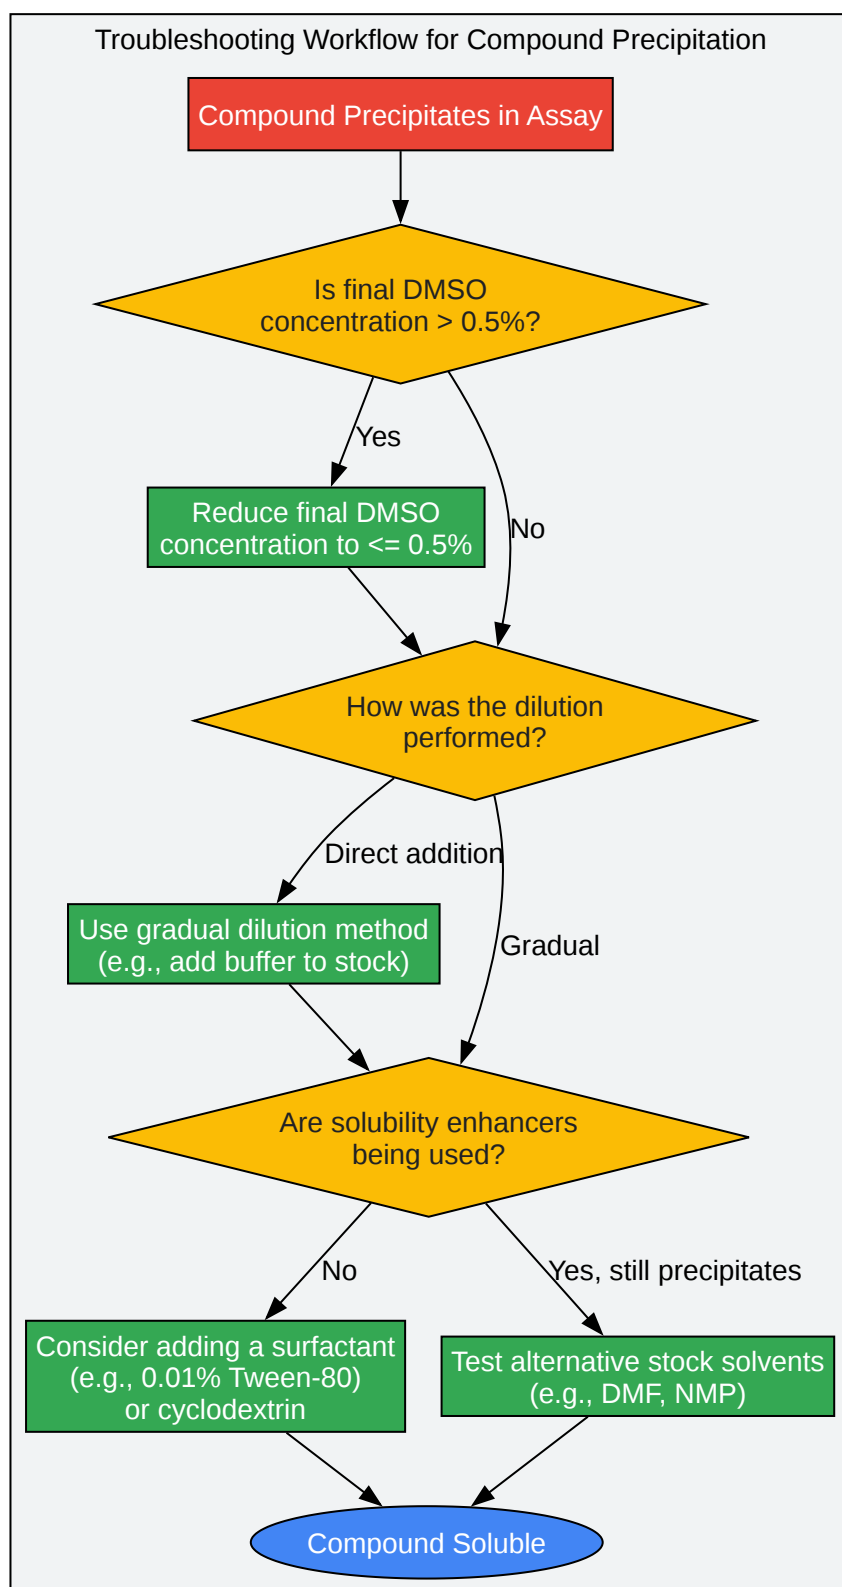 Troubleshooting Workflow for Compound Precipitation
Compound Precipitates in Assay
Is final DMSO
concentration > 0.5%?
Yes
No
Reduce final DMSO
concentration to <= 0.5%
How was the dilution
performed?
Direct addition
Gradual
Use gradual dilution method
(e.g., add buffer to stock)
Are solubility enhancers
being used?
No
Yes, still precipitates
Consider adding a surfactant
(e.g., 0.01% Tween-80)
or cyclodextrin
Test alternative stock solvents
(e.g., DMF, NMP)
Compound Soluble